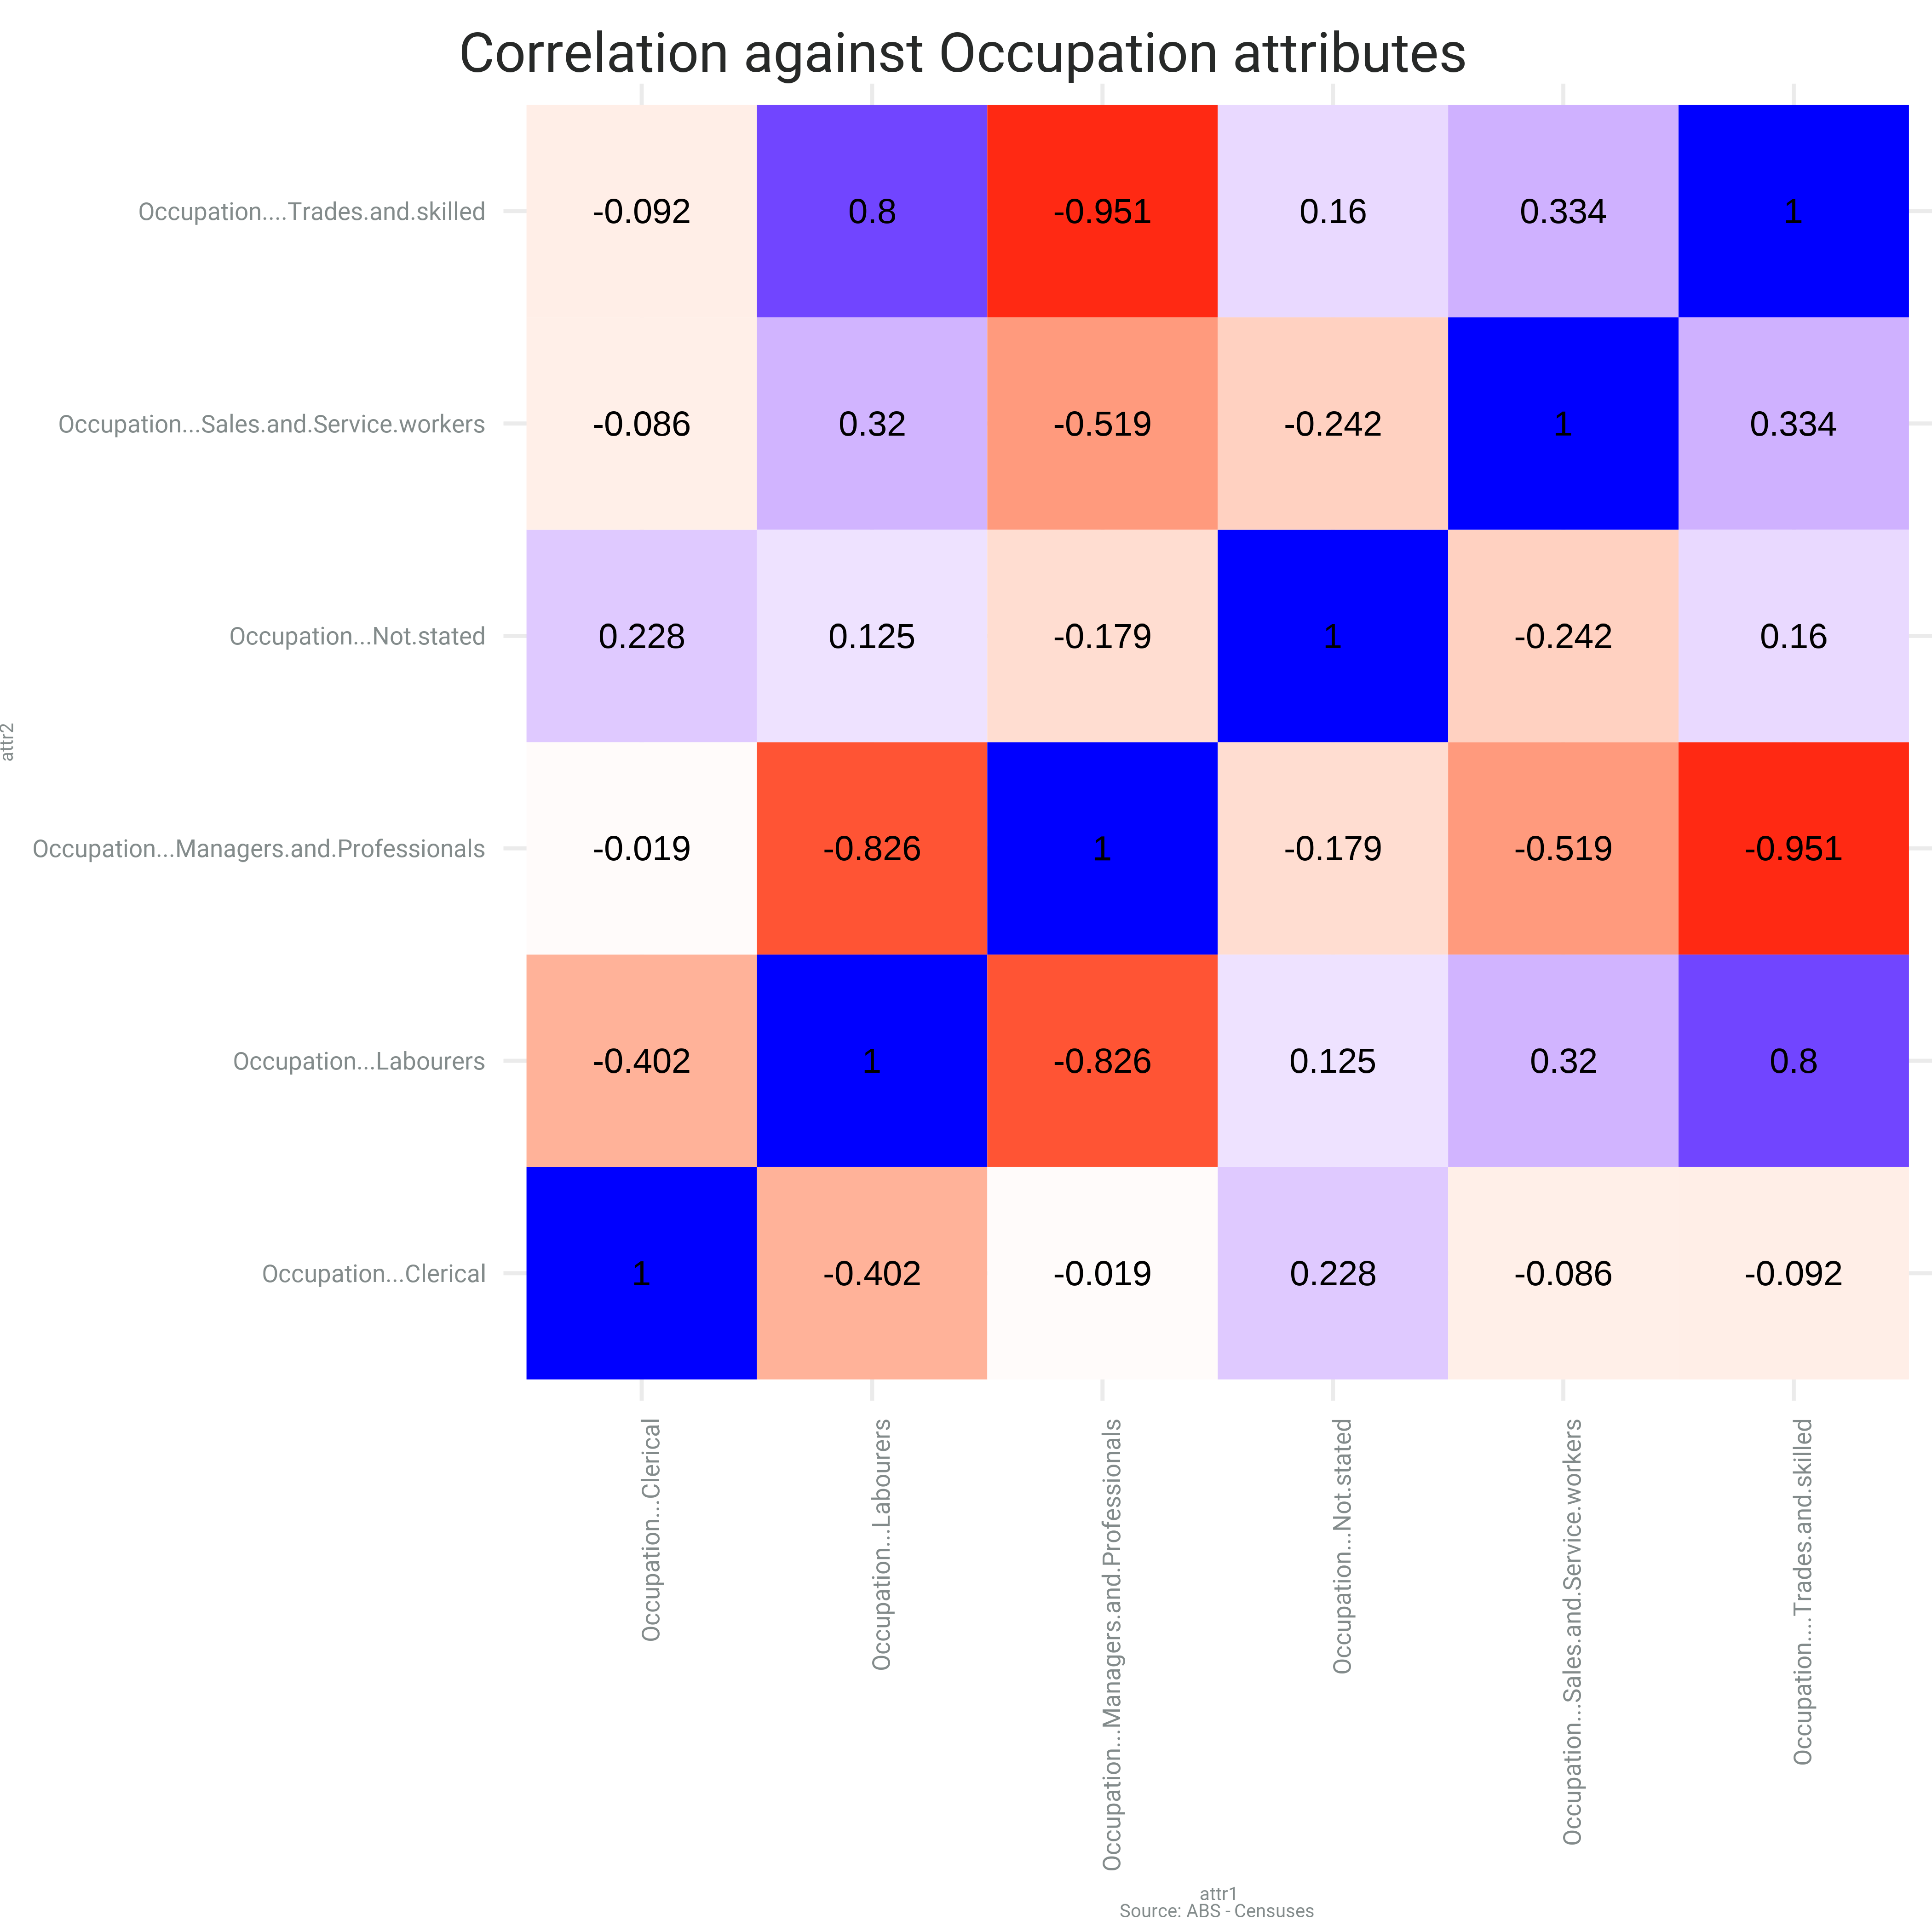 Correlation against Occupation attributes
Occupation....Trades.and.skilled -0.092 0.8 -0.951 0.16 0.334 1
Occupation...Sales.and.Service.workers -0.086 0.32 -0.519 -0.242 1 0.334
Occupation...Not.stated 0.228 0.125 -0.179 1 -0.242 0.16
attr2
Occupation...Managers.and.Professionals -0.019 -0.826 1 -0.179 -0.519 -0.951
Occupation...Labourers -0.402 1 -0.826 0.125 0.32 0.8
Occupation...Clerical 1 -0.402 -0.019 0.228 -0.086 -0.092
Occupation...Clerical
Occupation...Labourers
Occupation...Managers.and.Professionals
Occupation...Not.stated
Occupation...Sales.and.Service.workers
Occupation....Trades.and.skilled
attr1
Source: ABS - Censuses